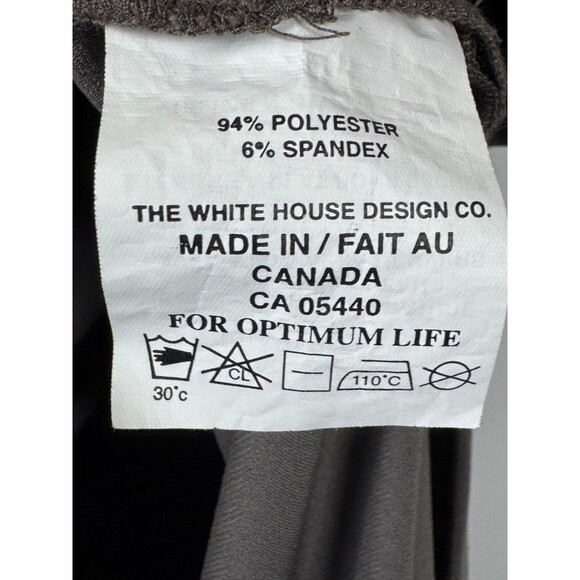 94% POLYESTER
6% SPANDEX
THE WHITE HOUSE DESIGN CO.
MADE IN / FAIT AU
CANADA
CA 05440
FOR OPTIMUM LIFE
CL 110°C
30°c